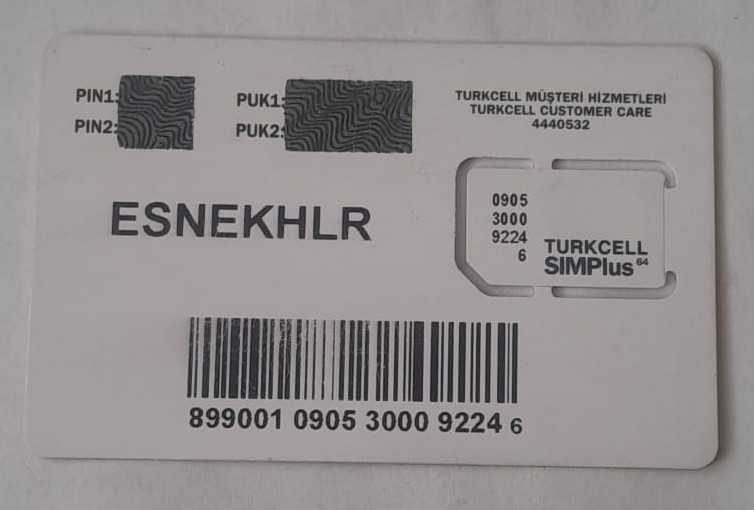 PIN1:
PIN2:
PUK1:
PUK2:
TURKCELL MÜŞTERİ HİZMETLERİ
TURKCELL CUSTOMER CARE
4440532
ESNEKHLR
0905
3000
9224
6
TURKCELL
SIMPlus 64
899001 0905 3000 9224 6